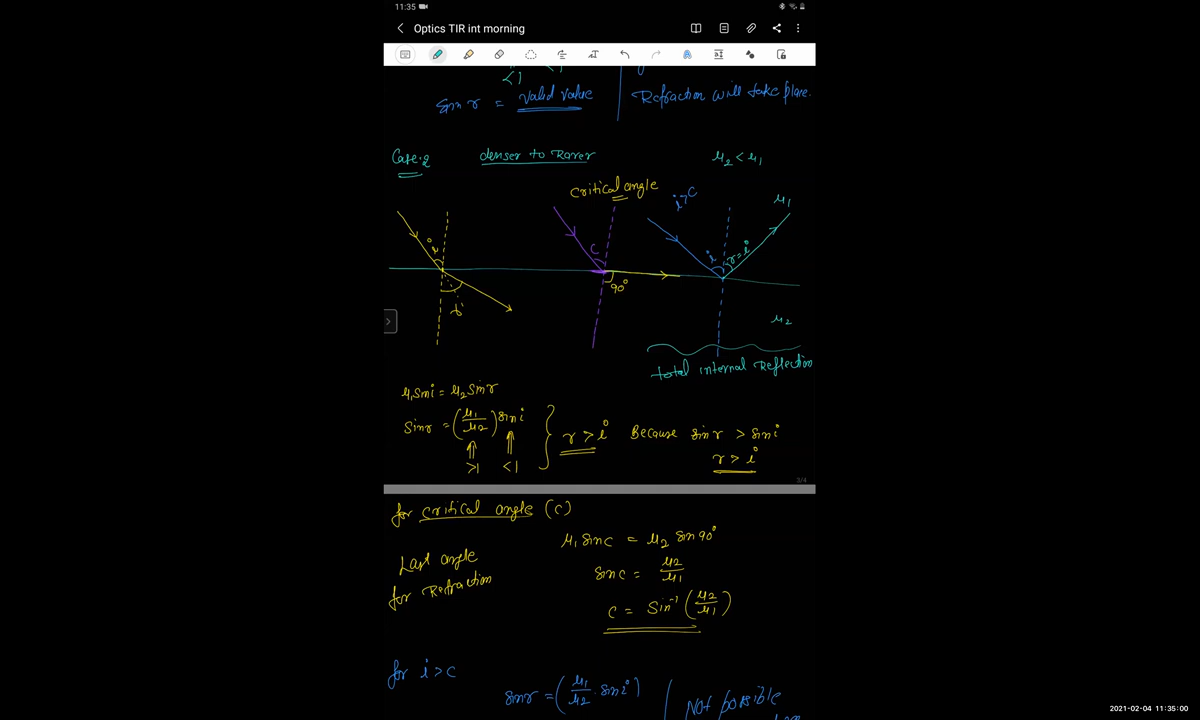 11:35
Optics TIR int morning
<1
sin r = valid value
Refraction will take place.
Case-2 denser to Rarer μ₂ < μ₁
critical angle
i > C
μ₁
i
C
i
r = i
90°
r
μ₂
total internal Reflection
μ₁ sin i = μ₂ sin r
sin r = (μ₁/μ₂) sin i
>1 <1
r > i Because sin r > sin i
r > i
3/4
for critical angle (C)
μ₁ sin c = μ₂ sin 90°
Last angle
for Refraction
sin c = μ₂/μ₁
c = sin⁻¹ (μ₂/μ₁)
for i > c
sin r = (μ₁/μ₂ · sin i)
Not possible
2021-02-04 11:35:00